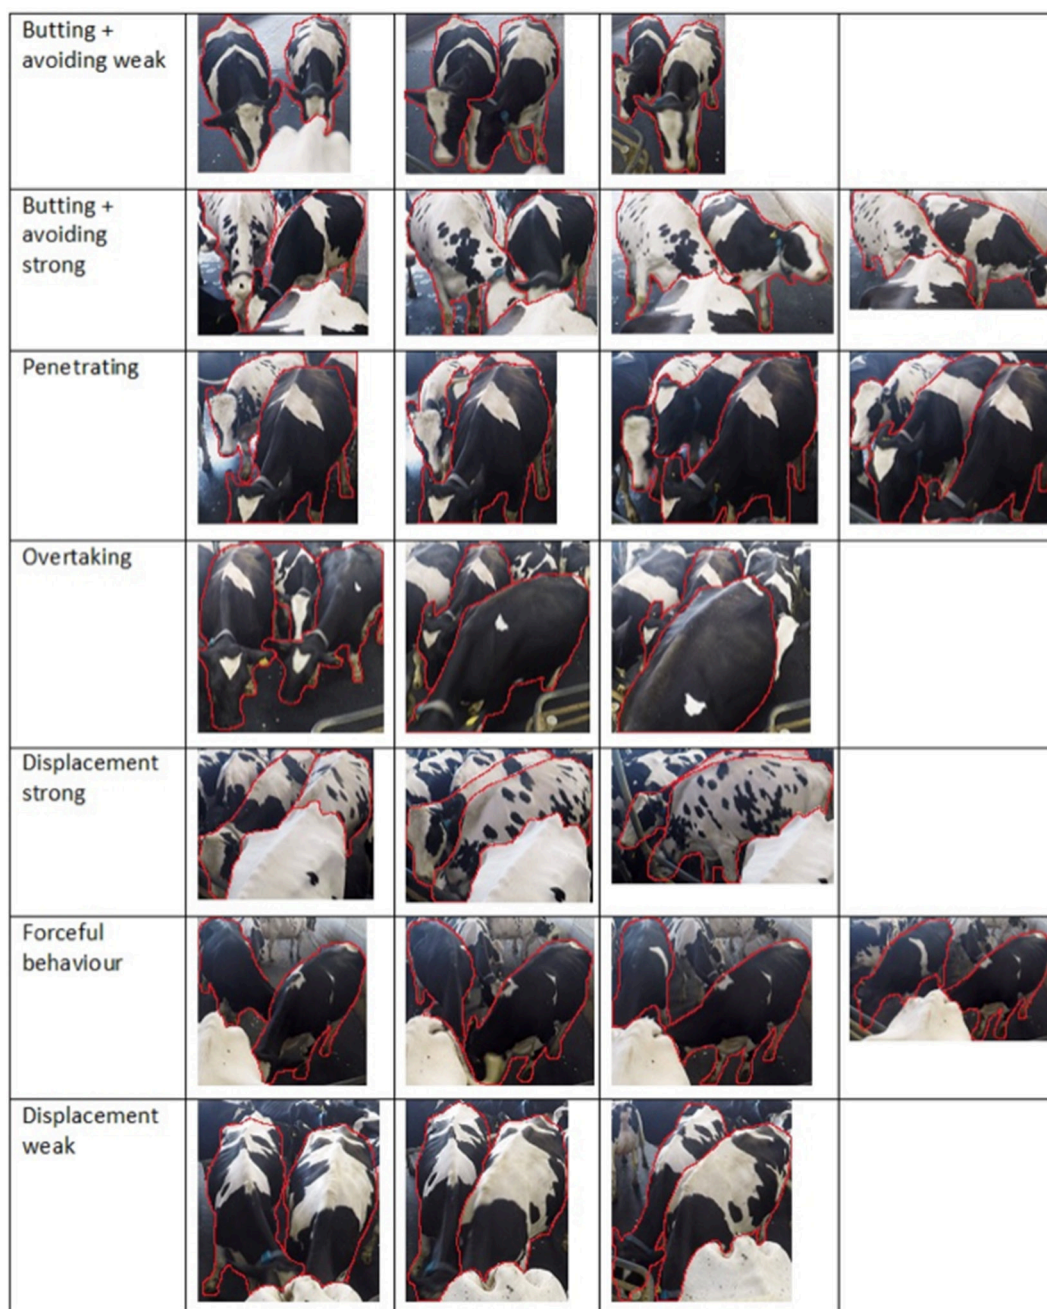 Butting +
avoiding weak
Butting +
avoiding
strong
Penetrating
Overtaking
Displacement
strong
Forceful
behaviour
Displacement
weak